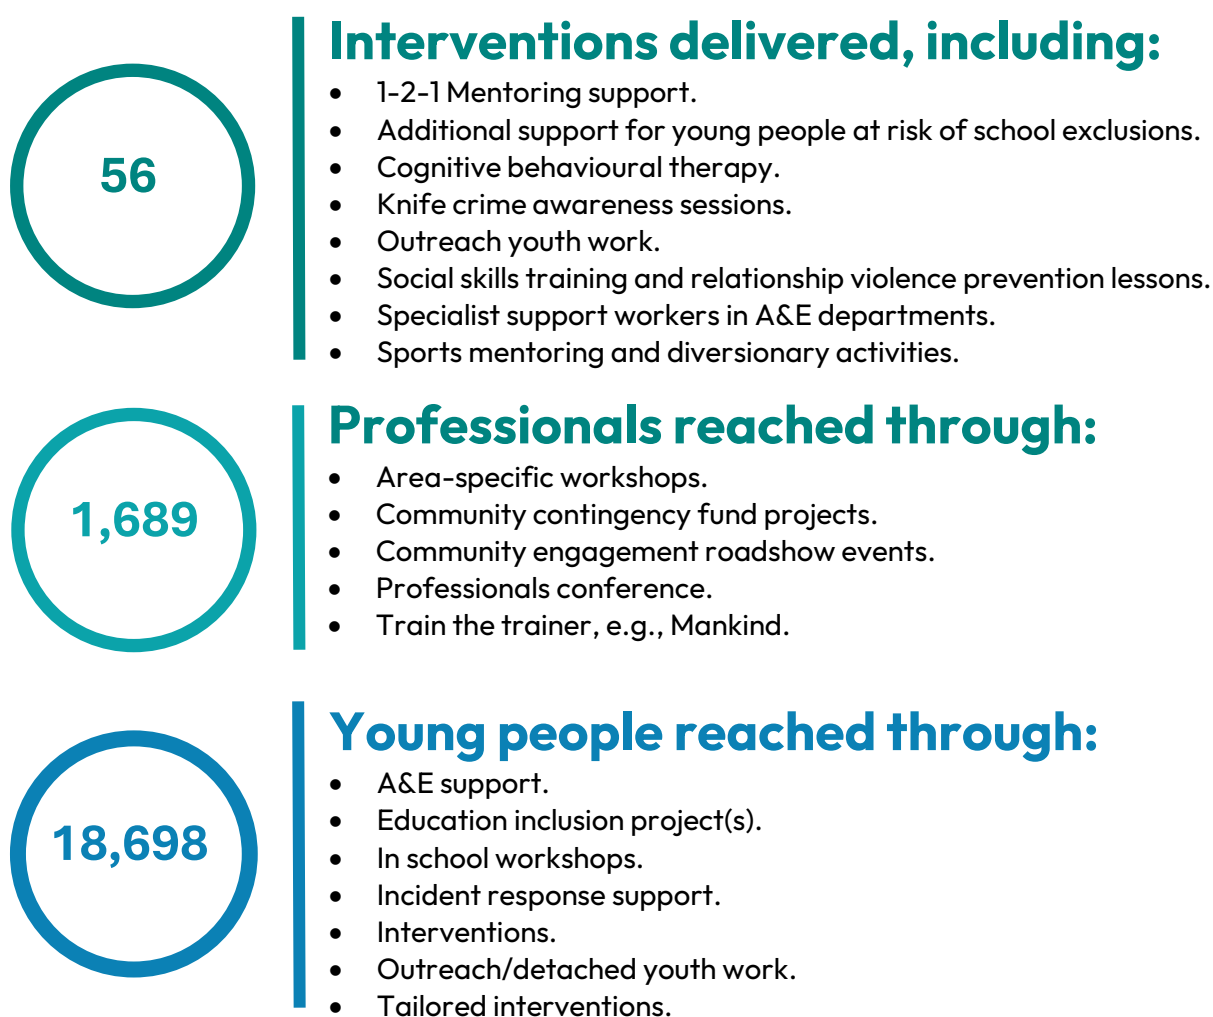 56
Interventions delivered, including:
• 1-2-1 Mentoring support.
• Additional support for young people at risk of school exclusions.
• Cognitive behavioural therapy.
• Knife crime awareness sessions.
• Outreach youth work.
• Social skills training and relationship violence prevention lessons.
• Specialist support workers in A&E departments.
• Sports mentoring and diversionary activities.
1,689
Professionals reached through:
• Area-specific workshops.
• Community contingency fund projects.
• Community engagement roadshow events.
• Professionals conference.
• Train the trainer, e.g., Mankind.
18,698
Young people reached through:
• A&E support.
• Education inclusion project(s).
• In school workshops.
• Incident response support.
• Interventions.
• Outreach/detached youth work.
• Tailored interventions.